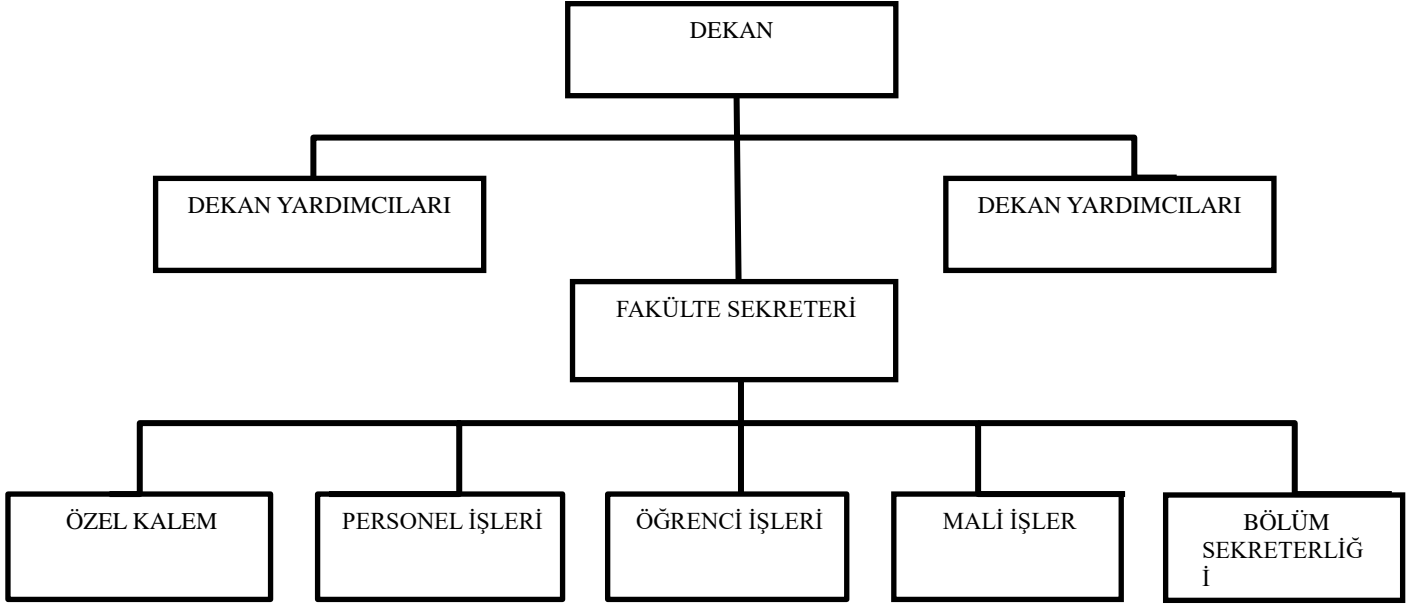 DEKAN
DEKAN YARDIMCILARI
DEKAN YARDIMCILARI
FAKÜLTE SEKRETERİ
ÖZEL KALEM
PERSONEL İŞLERİ
ÖĞRENCİ İŞLERİ
MALİ İŞLER
BÖLÜM
SEKRETERLİĞ
İ